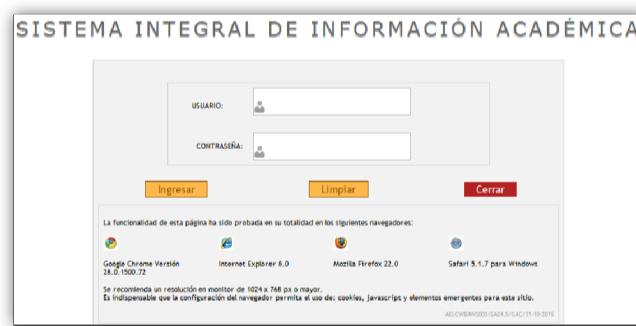 SISTEMA INTEGRAL DE INFORMACIÓN ACADÉMICA
USUARIO:
CONTRASEÑA:
Ingresar Limpiar Cerrar
La funcionalidad de esta página ha sido probada en su totalidad en los siguientes navegadores:
Google Chrome Versión 28.0.1500.72
Internet Explorer 8.0
Mozilla Firefox 22.0
Safari 5.1.7 para Windows
Se recomienda un resolución en monitor de 1024 x 768 px o mayor.
Es indispensable que la configuración del navegador permita el uso de: cookies, javascript y elementos emergentes para este sitio.